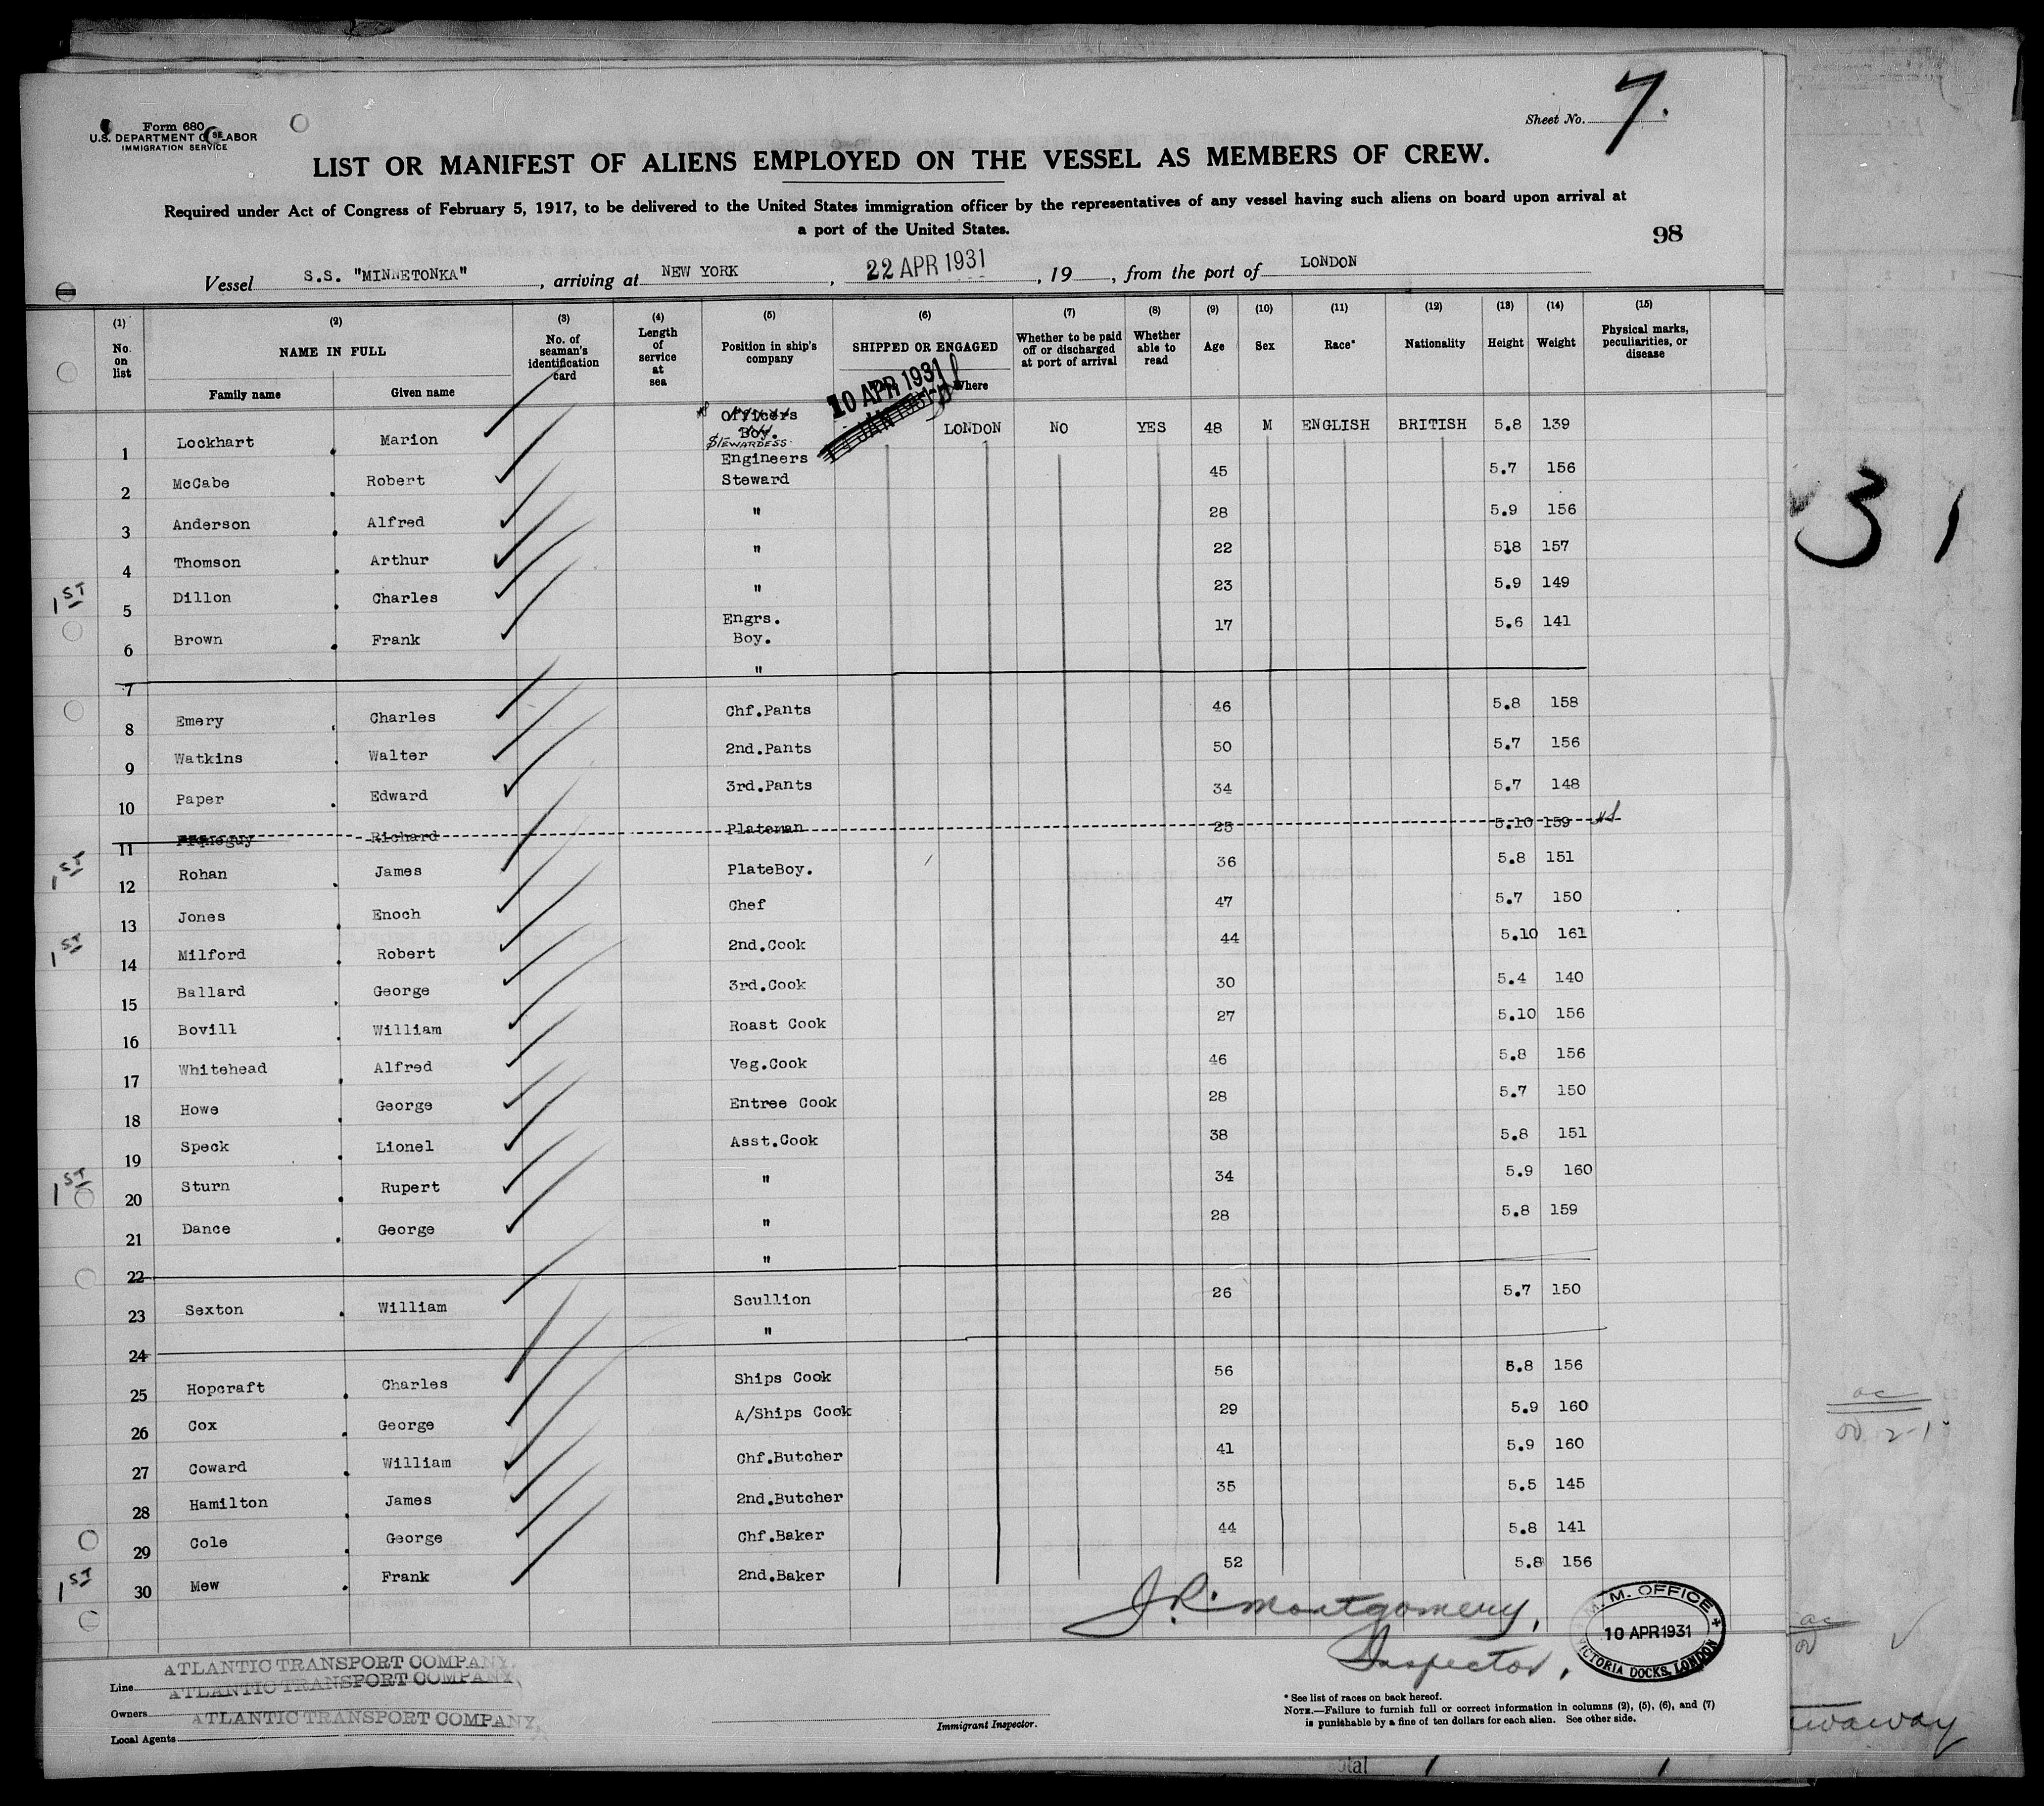 Form 680
U.S. DEPARTMENT OF LABOR
IMMIGRATION SERVICE
Sheet No. 7.
LIST OR MANIFEST OF ALIENS EMPLOYED ON THE VESSEL AS MEMBERS OF CREW.
Required under Act of Congress of February 5, 1917, to be delivered to the United States immigration officer by the representatives of any vessel having such aliens on board upon arrival at
a port of the United States.
98
Vessel S.S. "MINNETONKA", arriving at NEW YORK, 22 APR 1931, 19 , from the port of LONDON
(1) (2) (3) (4) (5) (6) (7) (8) (9) (10) (11) (12) (13) (14) (15)
No. on list NAME IN FULL No. of seaman's identification card Length of service at sea Position in ship's company SHIPPED OR ENGAGED Whether to be paid off or discharged at port of arrival Whether able to read Age Sex Race* Nationality Height Weight Physical marks, peculiarities, or disease
Family name Given name Where
10 APR 1931
JAN 1931
1 Lockhart Marion Officers Boy. STEWARDESS LONDON NO YES 48 M ENGLISH BRITISH 5.8 139
2 McCabe Robert Engineers Steward 45 5.7 156
3 Anderson Alfred " 28 5.9 156
4 Thomson Arthur " 22 518 157
1ST 5 Dillon Charles " 23 5.9 149
6 Brown Frank Engrs. Boy. 17 5.6 141
7 "
8 Emery Charles Chf.Pants 46 5.8 158
9 Watkins Walter 2nd.Pants 50 5.7 156
10 Paper Edward 3rd.Pants 34 5.7 148
11 Richard Plateman 25 5.10 159
1ST 12 Rohan James PlateBoy. 36 5.8 151
13 Jones Enoch Chef 47 5.7 150
1ST 14 Milford Robert 2nd.Cook 44 5.10 161
15 Ballard George 3rd.Cook 30 5.4 140
16 Bovill William Roast Cook 27 5.10 156
17 Whitehead Alfred Veg.Cook 46 5.8 156
18 Howe George Entree Cook 28 5.7 150
19 Speck Lionel Asst.Cook 38 5.8 151
1ST 20 Sturn Rupert " 34 5.9 160
21 Dance George " 28 5.8 159
22 "
23 Sexton William Scullion 26 5.7 150
24 "
25 Hopcraft Charles Ships Cook 56 5.8 156
26 Cox George A/Ships Cook 29 5.9 160
27 Coward William Chf.Butcher 41 5.9 160
28 Hamilton James 2nd.Butcher 35 5.5 145
29 Cole George Chf.Baker 44 5.8 141
1ST 30 Mew Frank 2nd.Baker 52 5.8 156
J.R. Montgomery,
Inspector,
M.M. OFFICE
10 APR 1931
VICTORIA DOCKS, LONDON
Line ATLANTIC TRANSPORT COMPANY
Owners ATLANTIC TRANSPORT COMPANY
Local Agents ATLANTIC TRANSPORT COMPANY
Immigrant Inspector.
* See list of races on back hereof.
NOTE.—Failure to furnish full or correct information in columns (2), (5), (6), and (7)
is punishable by a fine of ten dollars for each alien. See other side.
31